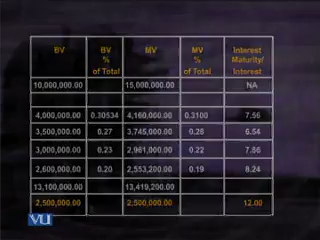 BV BV % of Total MV MV % of Total Interest Maturity/ Interest
10,000,000.00 15,000,000.00 NA
4,000,000.00 0.30534 4,160,000.00 0.3100 7.56
3,500,000.00 0.27 3,745,000.00 0.28 6.54
3,000,000.00 0.23 2,961,000.00 0.22 7.86
2,600,000.00 0.20 2,553,200.00 0.19 8.24
13,100,000.00 13,419,200.00
2,500,000.00 2,500,000.00 12.00
VU